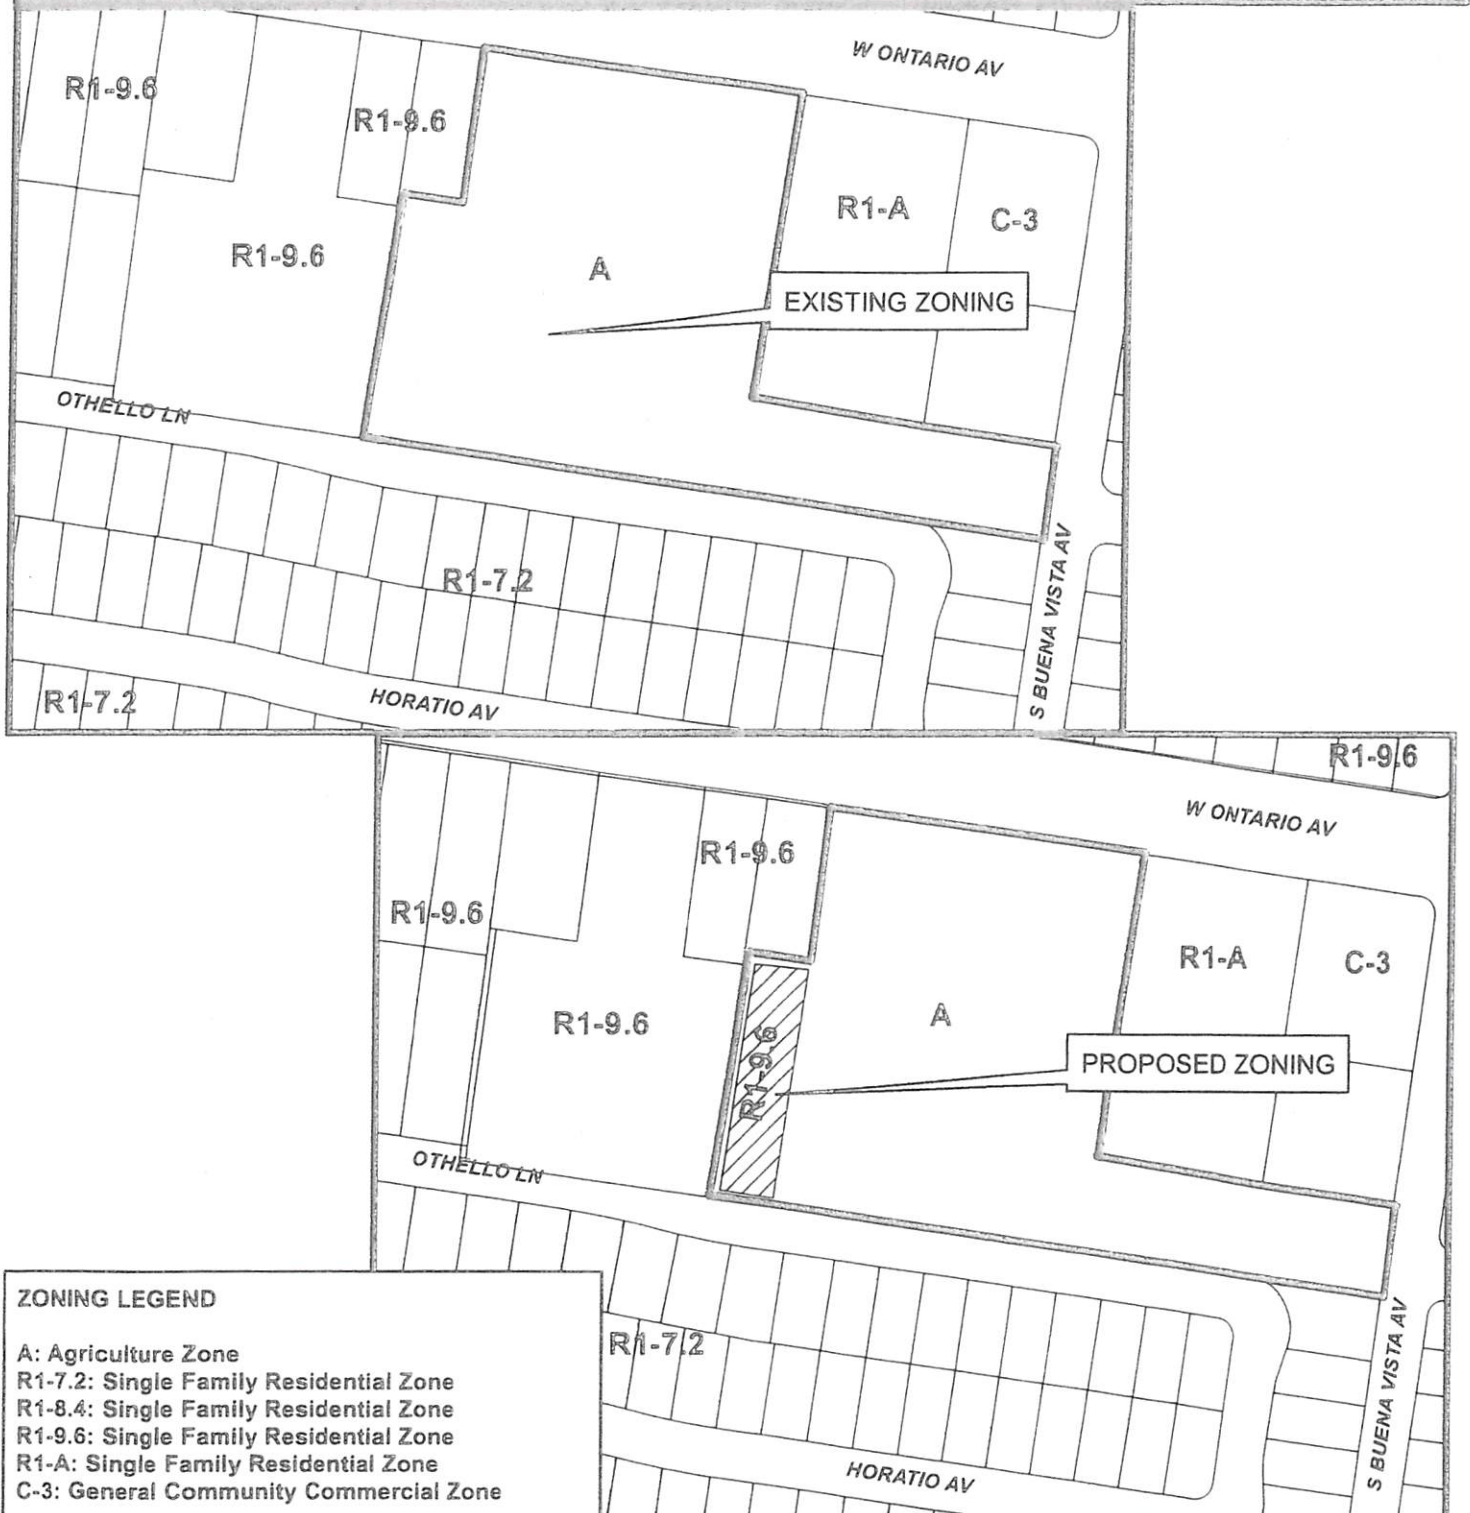 W ONTARIO AV
R1-9.6
R1-9.6
R1-A
C-3
R1-9.6
A
EXISTING ZONING
OTHELLO LN
R1-7.2
S BUENA VISTA AV
R1-7.2
HORATIO AV
R1-9.6
W ONTARIO AV
R1-9.6
R1-9.6
R1-A
C-3
R1-9.6
A
R1-9.6
PROPOSED ZONING
OTHELLO LN
ZONING LEGEND
A: Agriculture Zone
R1-7.2: Single Family Residential Zone
R1-8.4: Single Family Residential Zone
R1-9.6: Single Family Residential Zone
R1-A: Single Family Residential Zone
C-3: General Community Commercial Zone
R1-7.2
S BUENA VISTA AV
HORATIO AV